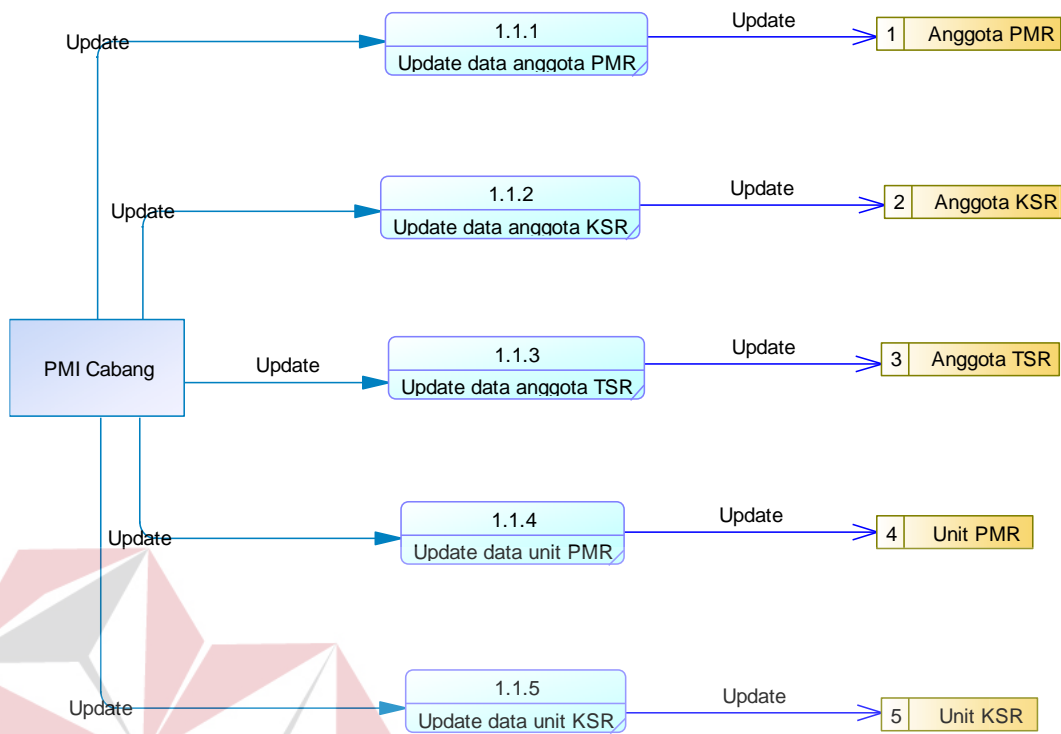 Update
1.1.1
Update data anggota PMR
Update
1 Anggota PMR
Update
1.1.2
Update data anggota KSR
Update
2 Anggota KSR
PMI Cabang
Update
1.1.3
Update data anggota TSR
Update
3 Anggota TSR
Update
1.1.4
Update data unit PMR
Update
4 Unit PMR
Update
1.1.5
Update data unit KSR
Update
5 Unit KSR